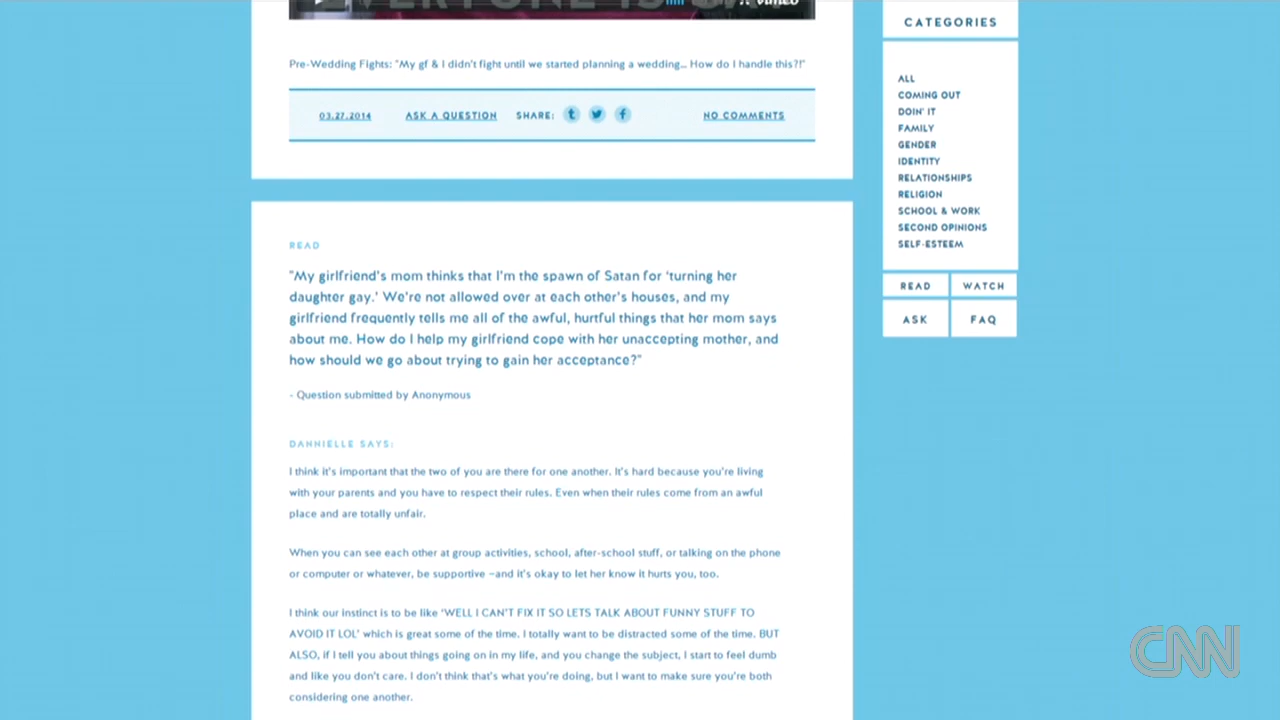 EVERYONE IS GAY
vimeo
Pre-Wedding Fights: "My gf & I didn't fight until we started planning a wedding... How do I handle this?!"
03.27.2014 ASK A QUESTION SHARE: t f NO COMMENTS
READ
"My girlfriend's mom thinks that I'm the spawn of Satan for 'turning her
daughter gay.' We're not allowed over at each other's houses, and my
girlfriend frequently tells me all of the awful, hurtful things that her mom says
about me. How do I help my girlfriend cope with her unaccepting mother, and
how should we go about trying to gain her acceptance?"
- Question submitted by Anonymous
DANNIELLE SAYS:
I think it's important that the two of you are there for one another. It's hard because you're living
with your parents and you have to respect their rules. Even when their rules come from an awful
place and are totally unfair.
When you can see each other at group activities, school, after-school stuff, or talking on the phone
or computer or whatever, be supportive –and it's okay to let her know it hurts you, too.
I think our instinct is to be like 'WELL I CAN'T FIX IT SO LETS TALK ABOUT FUNNY STUFF TO
AVOID IT LOL' which is great some of the time. I totally want to be distracted some of the time. BUT
ALSO, if I tell you about things going on in my life, and you change the subject, I start to feel dumb
and like you don't care. I don't think that's what you're doing, but I want to make sure you're both
considering one another.
CATEGORIES
ALL
COMING OUT
DOIN' IT
FAMILY
GENDER
IDENTITY
RELATIONSHIPS
RELIGION
SCHOOL & WORK
SECOND OPINIONS
SELF-ESTEEM
READ WATCH
ASK FAQ
CNN